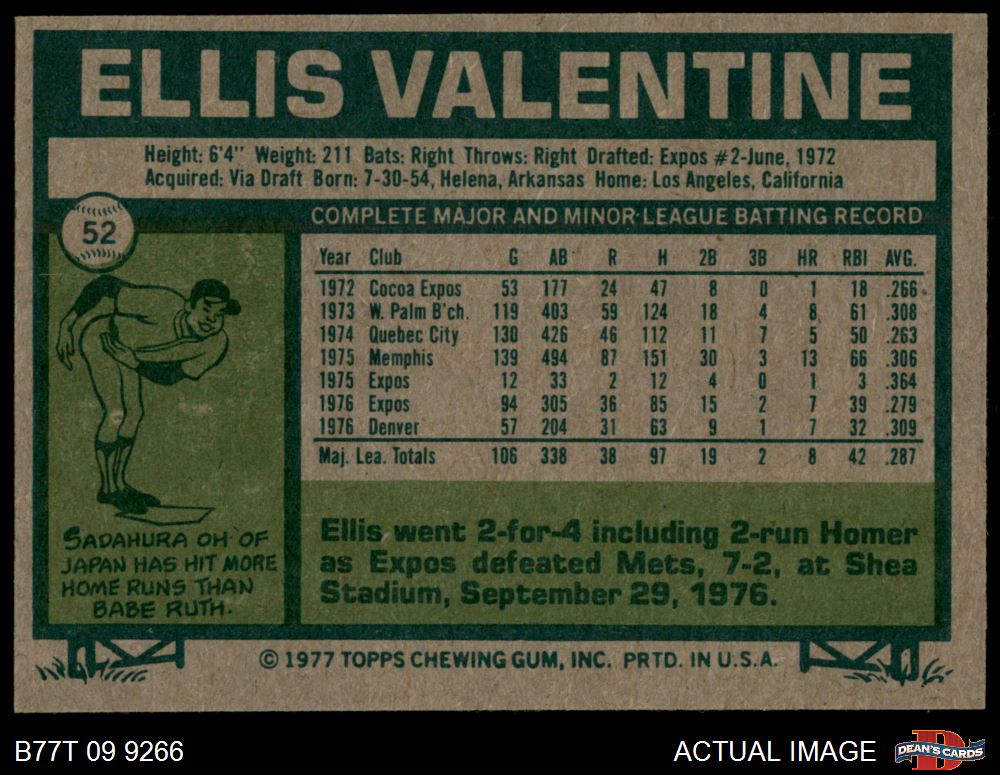 ELLIS VALENTINE
Height: 6'4" Weight: 211 Bats: Right Throws: Right Drafted: Expos #2-June, 1972
Acquired: Via Draft Born: 7-30-54, Helena, Arkansas Home: Los Angeles, California
52
COMPLETE MAJOR AND MINOR LEAGUE BATTING RECORD
Year Club G AB R H 2B 3B HR RBI AVG.
1972 Cocoa Expos 53 177 24 47 8 0 1 18 .266
1973 W. Palm B'ch. 119 403 59 124 18 4 8 61 .308
1974 Quebec City 130 426 46 112 11 7 5 50 .263
1975 Memphis 139 494 87 151 30 3 13 66 .306
1975 Expos 12 33 2 12 4 0 1 3 .364
1976 Expos 94 305 36 85 15 2 7 39 .279
1976 Denver 57 204 31 63 9 1 7 32 .309
Maj. Lea. Totals 106 338 38 97 19 2 8 42 .287
SADAHURA OH OF
JAPAN HAS HIT MORE
HOME RUNS THAN
BABE RUTH.
Ellis went 2-for-4 including 2-run Homer
as Expos defeated Mets, 7-2, at Shea
Stadium, September 29, 1976.
© 1977 TOPPS CHEWING GUM, INC. PRTD. IN U.S.A.
B77T 09 9266
ACTUAL IMAGE
DEAN'S CARDS